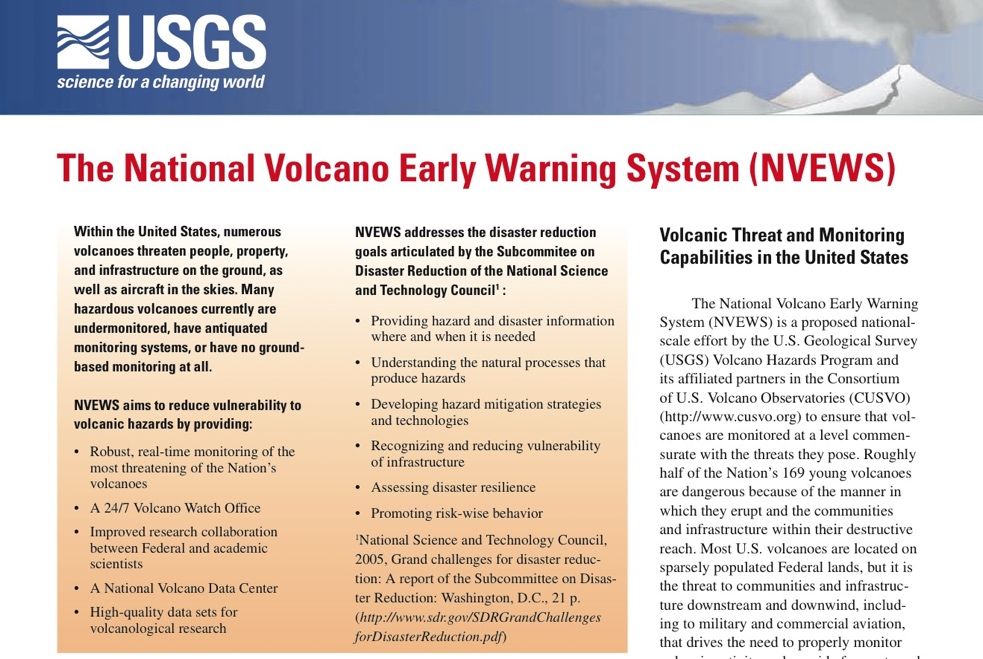 USGS
science for a changing world
The National Volcano Early Warning System (NVEWS)
Within the United States, numerous
volcanoes threaten people, property,
and infrastructure on the ground, as
well as aircraft in the skies. Many
hazardous volcanoes currently are
undermonitored, have antiquated
monitoring systems, or have no ground-
based monitoring at all.
NVEWS aims to reduce vulnerability to
volcanic hazards by providing:
• Robust, real-time monitoring of the
most threatening of the Nation's
volcanoes
• A 24/7 Volcano Watch Office
• Improved research collaboration
between Federal and academic
scientists
• A National Volcano Data Center
• High-quality data sets for
volcanological research
NVEWS addresses the disaster reduction
goals articulated by the Subcommitee on
Disaster Reduction of the National Science
and Technology Council¹ :
• Providing hazard and disaster information
where and when it is needed
• Understanding the natural processes that
produce hazards
• Developing hazard mitigation strategies
and technologies
• Recognizing and reducing vulnerability
of infrastructure
• Assessing disaster resilience
• Promoting risk-wise behavior
¹National Science and Technology Council,
2005, Grand challenges for disaster reduc-
tion: A report of the Subcommittee on Disas-
ter Reduction: Washington, D.C., 21 p.
(http://www.sdr.gov/SDRGrandChallenges
forDisasterReduction.pdf)
Volcanic Threat and Monitoring
Capabilities in the United States
The National Volcano Early Warning
System (NVEWS) is a proposed national-
scale effort by the U.S. Geological Survey
(USGS) Volcano Hazards Program and
its affiliated partners in the Consortium
of U.S. Volcano Observatories (CUSVO)
(http://www.cusvo.org) to ensure that vol-
canoes are monitored at a level commen-
surate with the threats they pose. Roughly
half of the Nation's 169 young volcanoes
are dangerous because of the manner in
which they erupt and the communities
and infrastructure within their destructive
reach. Most U.S. volcanoes are located on
sparsely populated Federal lands, but it is
the threat to communities and infrastruc-
ture downstream and downwind, includ-
ing to military and commercial aviation,
that drives the need to properly monitor